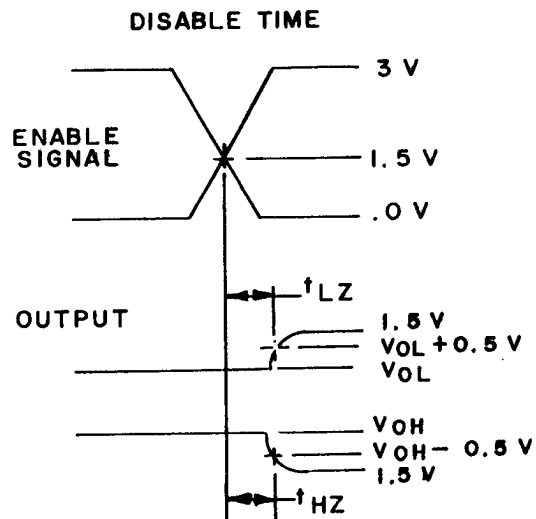 DISABLE TIME
3 V
ENABLE
SIGNAL
1.5 V
.0 V
tLZ
OUTPUT
1.5 V
VOL + 0.5 V
VOL
VOH
VOH - 0.5 V
1.5 V
tHZ